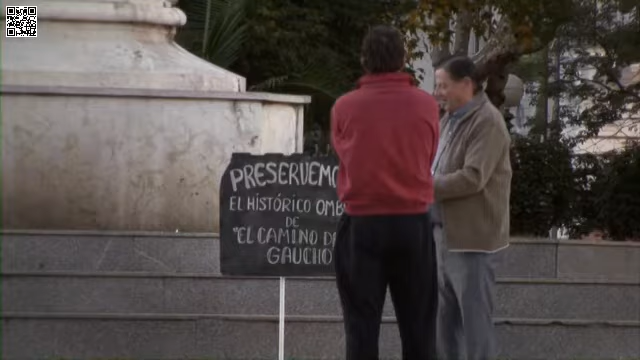 PRESERVEMO
EL HISTÓRICO OMB
DE
"EL CAMINO DE
GAUCHO